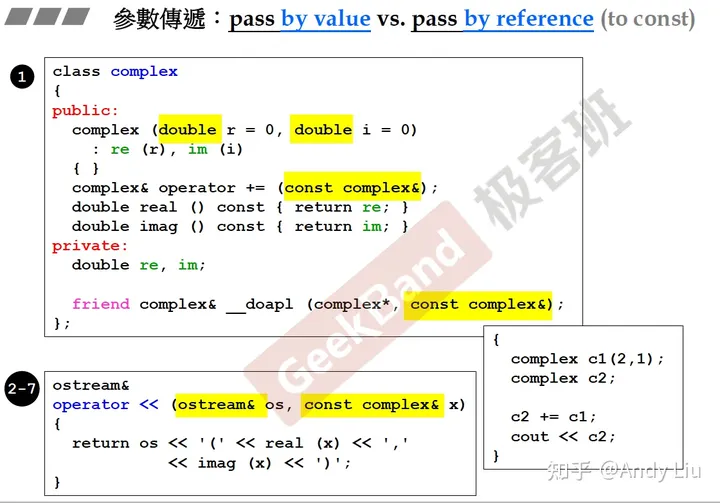 參數傳遞：pass by value vs. pass by reference (to const)
1
class complex
{
public:
complex (double r = 0, double i = 0)
: re (r), im (i)
{ }
complex& operator += (const complex&);
double real () const { return re; }
double imag () const { return im; }
private:
double re, im;
friend complex& __doapl (complex*, const complex&);
};
2-7
ostream&
operator << (ostream& os, const complex& x)
{
return os << '(' << real (x) << ','
<< imag (x) << ')';
}
{
complex c1(2,1);
complex c2;
c2 += c1;
cout << c2;
}
GeekBand 极客班
知乎 @Andy Liu